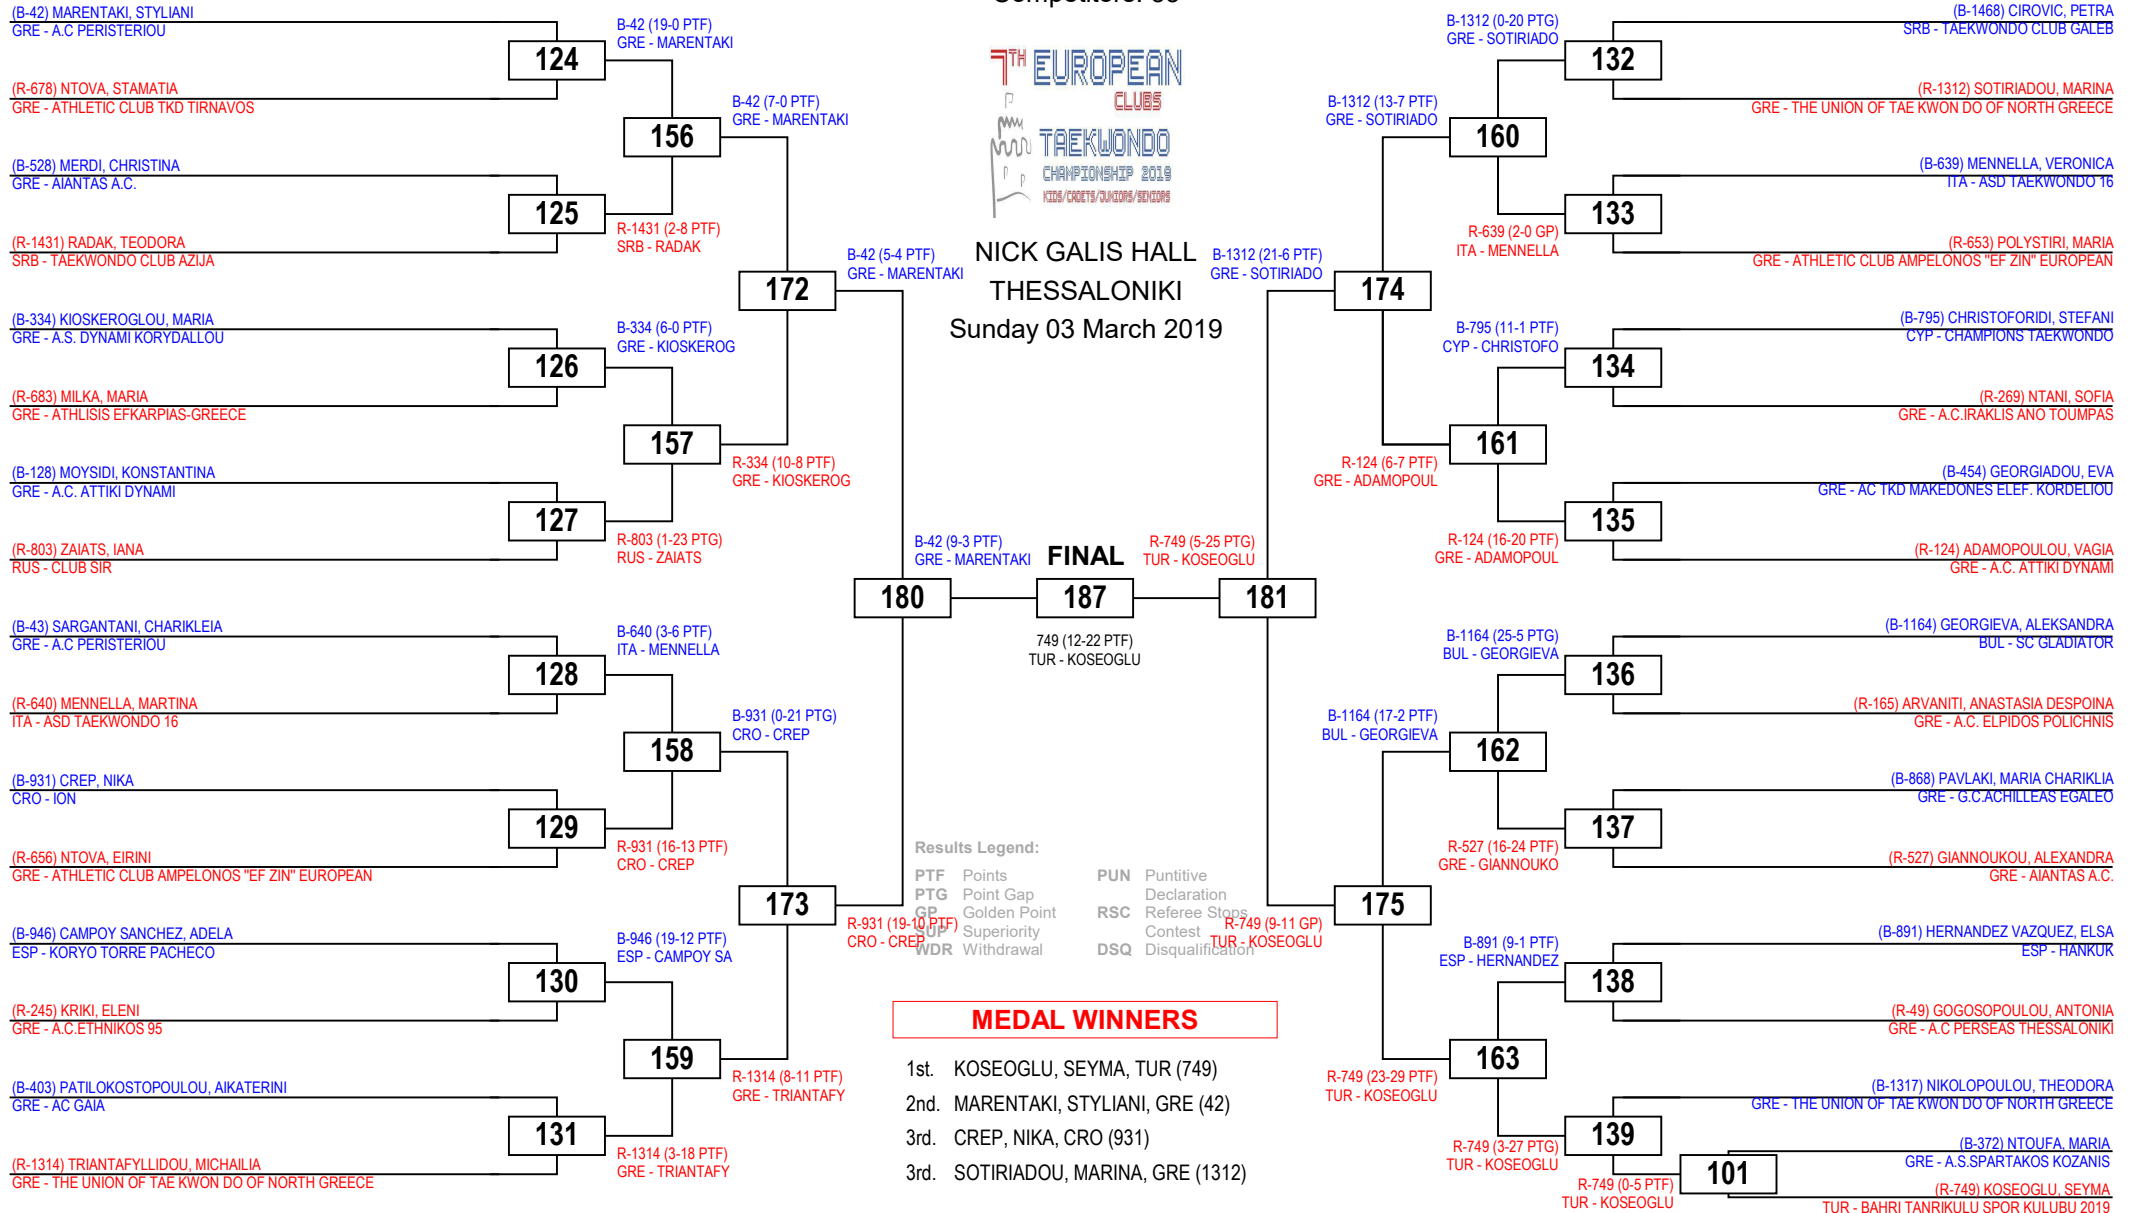 (B-42) MARENTAKI, STYLIANI
GRE - A.C PERISTERIOU
(R-678) NTOVA, STAMATIA
GRE - ATHLETIC CLUB TKD TIRNAVOS
(B-528) MERDI, CHRISTINA
GRE - AIANTAS A.C.
(R-1431) RADAK, TEODORA
SRB - TAEKWONDO CLUB AZIJA
(B-334) KIOSKEROGLOU, MARIA
GRE - A.S. DYNAMI KORYDALLOU
(R-683) MILKA, MARIA
GRE - ATHLISIS EFKARPIAS-GREECE
(B-128) MOYSIDI, KONSTANTINA
GRE - A.C. ATTIKI DYNAMI
(R-803) ZAIATS, IANA
RUS - CLUB SIR
(B-43) SARGANTANI, CHARIKLEIA
GRE - A.C PERISTERIOU
(R-640) MENNELLA, MARTINA
ITA - ASD TAEKWONDO 16
(B-931) CREP, NIKA
CRO - ION
(R-656) NTOVA, EIRINI
GRE - ATHLETIC CLUB AMPELONOS "EF ZIN" EUROPEAN
(B-946) CAMPOY SANCHEZ, ADELA
ESP - KORYO TORRE PACHECO
(R-245) KRIKI, ELENI
GRE - A.C.ETHNIKOS 95
(B-403) PATILOKOSTOPOULOU, AIKATERINI
GRE - AC GAIA
(R-1314) TRIANTAFYLLIDOU, MICHAILIA
GRE - THE UNION OF TAE KWON DO OF NORTH GREECE
124
125
126
127
128
129
130
131
B-42 (19-0 PTF)
GRE - MARENTAKI
R-1431 (2-8 PTF)
SRB - RADAK
B-334 (6-0 PTF)
GRE - KIOSKEROG
R-803 (1-23 PTG)
RUS - ZAIATS
B-640 (3-6 PTF)
ITA - MENNELLA
R-931 (16-13 PTF)
CRO - CREP
B-946 (19-12 PTF)
ESP - CAMPOY SA
R-1314 (3-18 PTF)
GRE - TRIANTAFY
156
157
158
159
B-42 (7-0 PTF)
GRE - MARENTAKI
R-334 (10-8 PTF)
GRE - KIOSKEROG
B-931 (0-21 PTG)
CRO - CREP
R-1314 (8-11 PTF)
GRE - TRIANTAFY
172
173
B-42 (5-4 PTF)
GRE - MARENTAKI
R-931 (19-10 PTF)
CRO - CREP
180
B-42 (9-3 PTF)
GRE - MARENTAKI
7TH EUROPEAN
CLUBS
TAEKWONDO
CHAMPIONSHIP 2019
KIDS/CADETS/JUNIORS/SENIORS
NICK GALIS HALL
THESSALONIKI
Sunday 03 March 2019
FINAL
187
749 (12-22 PTF)
TUR - KOSEOGLU
Results Legend:
PTF Points
PTG Point Gap
GP Golden Point
SUP Superiority
WDR Withdrawal
PUN Puntitive
Declaration
RSC Referee Stops
Contest
DSQ Disqualification
MEDAL WINNERS
1st. KOSEOGLU, SEYMA, TUR (749)
2nd. MARENTAKI, STYLIANI, GRE (42)
3rd. CREP, NIKA, CRO (931)
3rd. SOTIRIADOU, MARINA, GRE (1312)
R-749 (5-25 PTG)
TUR - KOSEOGLU
181
B-1312 (21-6 PTF)
GRE - SOTIRIADO
R-749 (9-11 GP)
TUR - KOSEOGLU
174
175
B-1312 (13-7 PTF)
GRE - SOTIRIADO
R-124 (6-7 PTF)
GRE - ADAMOPOUL
B-1164 (17-2 PTF)
BUL - GEORGIEVA
R-749 (23-29 PTF)
TUR - KOSEOGLU
160
161
162
163
B-1312 (0-20 PTG)
GRE - SOTIRIADO
R-639 (2-0 GP)
ITA - MENNELLA
B-795 (11-1 PTF)
CYP - CHRISTOFO
R-124 (16-20 PTF)
GRE - ADAMOPOUL
B-1164 (25-5 PTG)
BUL - GEORGIEVA
R-527 (16-24 PTF)
GRE - GIANNOUKO
B-891 (9-1 PTF)
ESP - HERNANDEZ
R-749 (3-27 PTG)
TUR - KOSEOGLU
132
133
134
135
136
137
138
139
R-749 (0-5 PTF)
TUR - KOSEOGLU
101
(B-1468) CIROVIC, PETRA
SRB - TAEKWONDO CLUB GALEB
(R-1312) SOTIRIADOU, MARINA
GRE - THE UNION OF TAE KWON DO OF NORTH GREECE
(B-639) MENNELLA, VERONICA
ITA - ASD TAEKWONDO 16
(R-653) POLYSTIRI, MARIA
GRE - ATHLETIC CLUB AMPELONOS "EF ZIN" EUROPEAN
(B-795) CHRISTOFORIDI, STEFANI
CYP - CHAMPIONS TAEKWONDO
(R-269) NTANI, SOFIA
GRE - A.C.IRAKLIS ANO TOUMPAS
(B-454) GEORGIADOU, EVA
GRE - AC TKD MAKEDONES ELEF. KORDELIOU
(R-124) ADAMOPOULOU, VAGIA
GRE - A.C. ATTIKI DYNAMI
(B-1164) GEORGIEVA, ALEKSANDRA
BUL - SC GLADIATOR
(R-165) ARVANITI, ANASTASIA DESPOINA
GRE - A.C. ELPIDOS POLICHNIS
(B-868) PAVLAKI, MARIA CHARIKLIA
GRE - G.C.ACHILLEAS EGALEO
(R-527) GIANNOUKOU, ALEXANDRA
GRE - AIANTAS A.C.
(B-891) HERNANDEZ VAZQUEZ, ELSA
ESP - HANKUK
(R-49) GOGOSOPOULOU, ANTONIA
GRE - A.C PERSEAS THESSALONIKI
(B-1317) NIKOLOPOULOU, THEODORA
GRE - THE UNION OF TAE KWON DO OF NORTH GREECE
(B-372) NTOUFA, MARIA
GRE - A.S.SPARTAKOS KOZANIS
(R-749) KOSEOGLU, SEYMA
TUR - BAHRI TANRIKULU SPOR KULUBU 2019